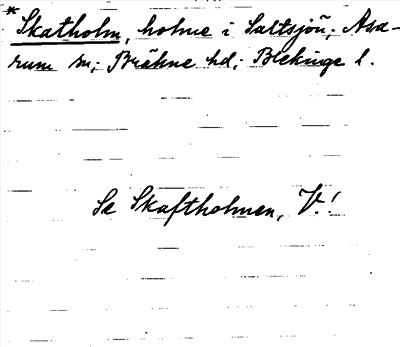 * Skatholm, holme i Saltsjön; Asa-
rum sn; Bräkne hd; Blekinge l.
Se Skaftholmen, V!